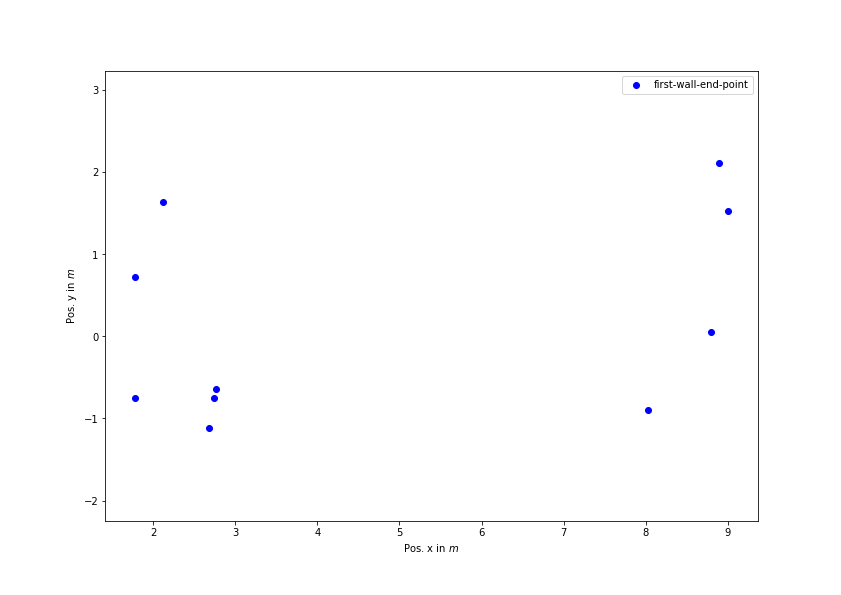 first-wall-end-point
3
2
1
0
−1
−2
Pos. y in m
2 3 4 5 6 7 8 9
Pos. x in m